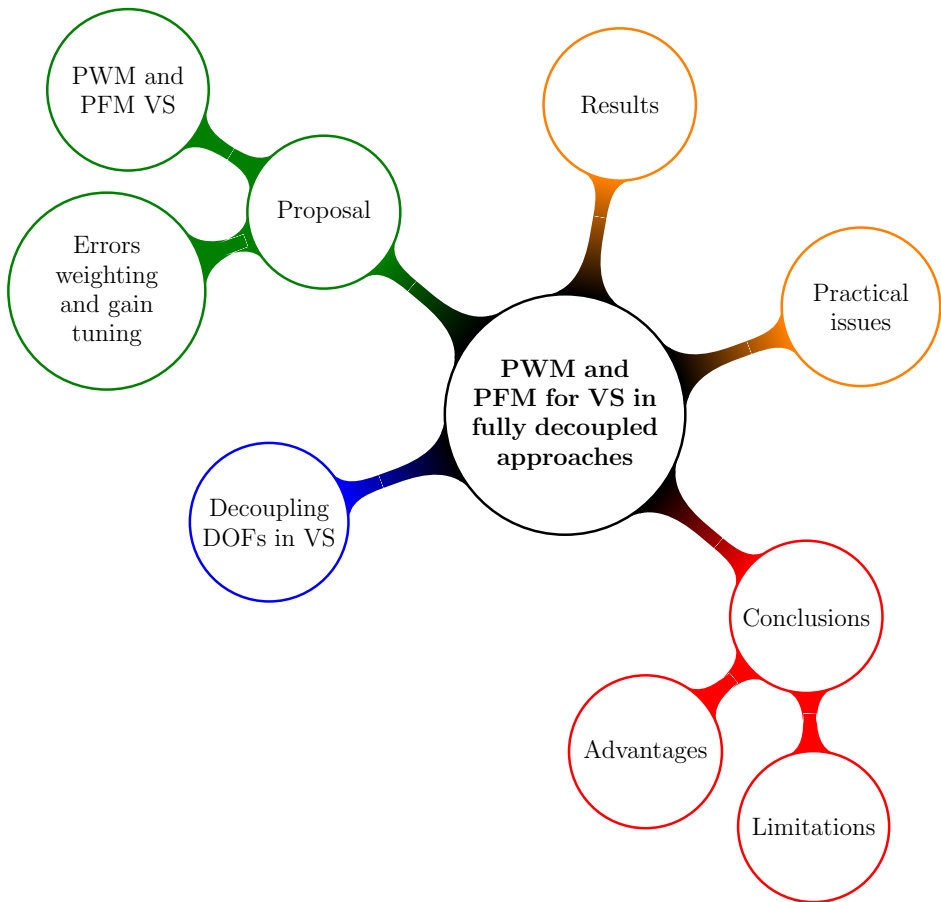 PWM and
PFM VS
Results
Proposal
Errors
weighting
and gain
tuning
Practical
issues
PWM and
PFM for VS in
fully decoupled
approaches
Decoupling
DOFs in VS
Conclusions
Advantages
Limitations